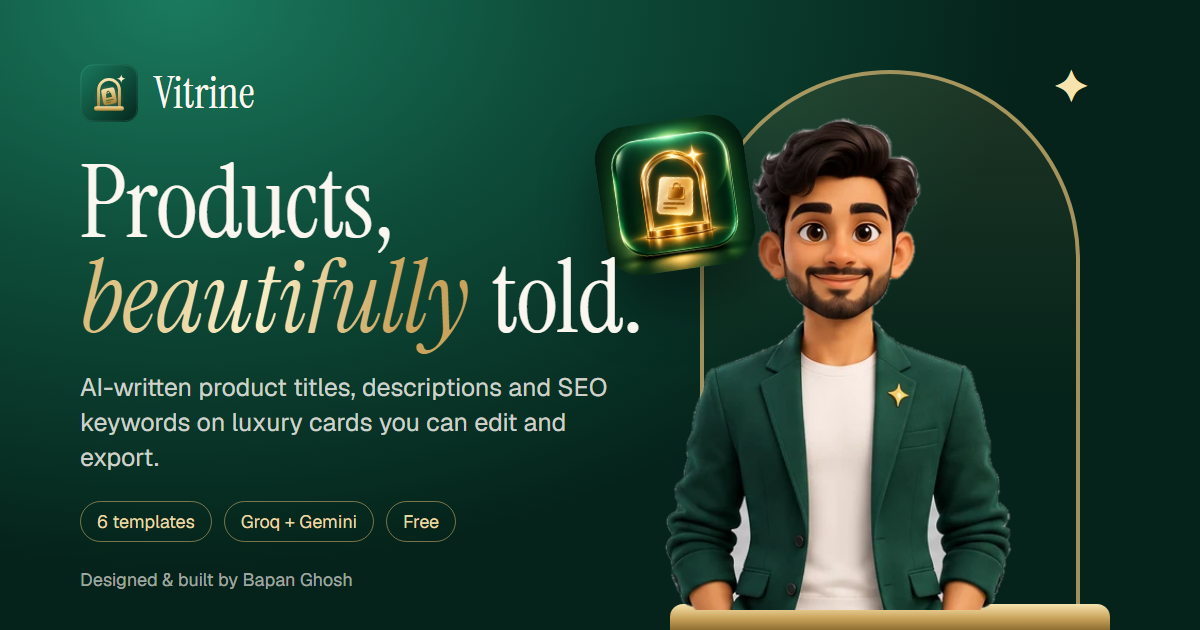 Vitrine
Products,
beautifully told.
AI-written product titles, descriptions and SEO
keywords on luxury cards you can edit and
export.
6 templates
Groq + Gemini
Free
Designed & built by Bapan Ghosh